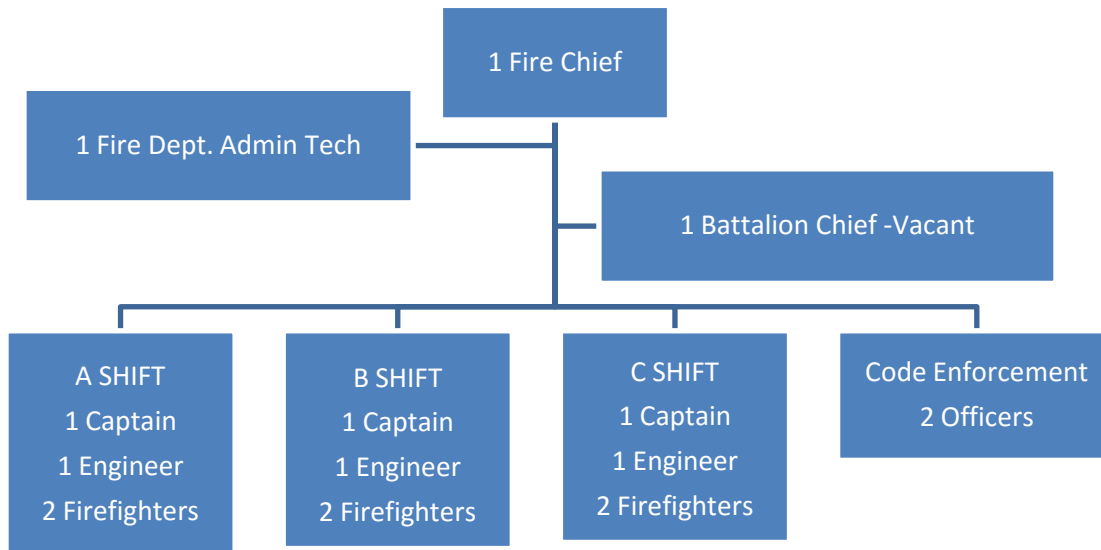 1 Fire Chief
1 Fire Dept. Admin Tech
1 Battalion Chief -Vacant
A SHIFT
1 Captain
1 Engineer
2 Firefighters
B SHIFT
1 Captain
1 Engineer
2 Firefighters
C SHIFT
1 Captain
1 Engineer
2 Firefighters
Code Enforcement
2 Officers